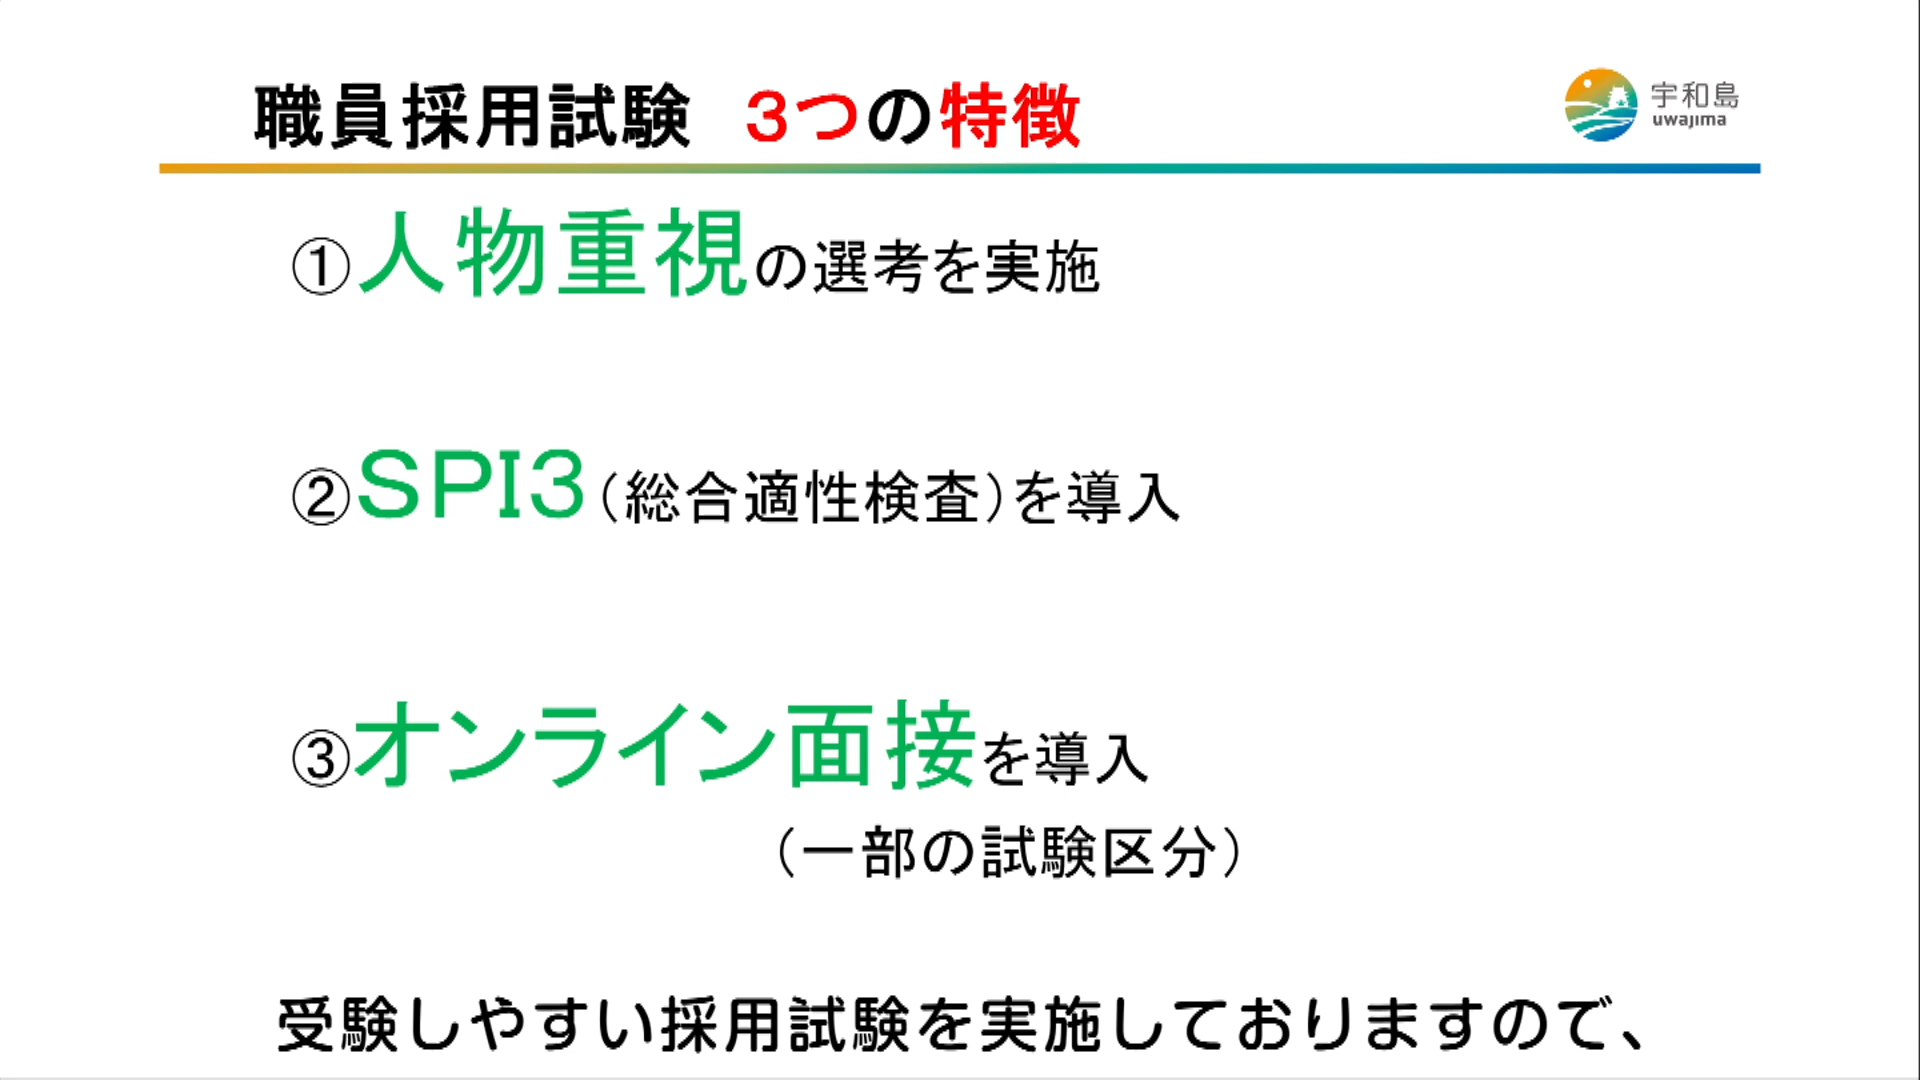 職員採用試験　3つの特徴
宇和島
uwajima
①人物重視の選考を実施
②SPI3（総合適性検査）を導入
③オンライン面接を導入
（一部の試験区分）
受験しやすい採用試験を実施しておりますので、